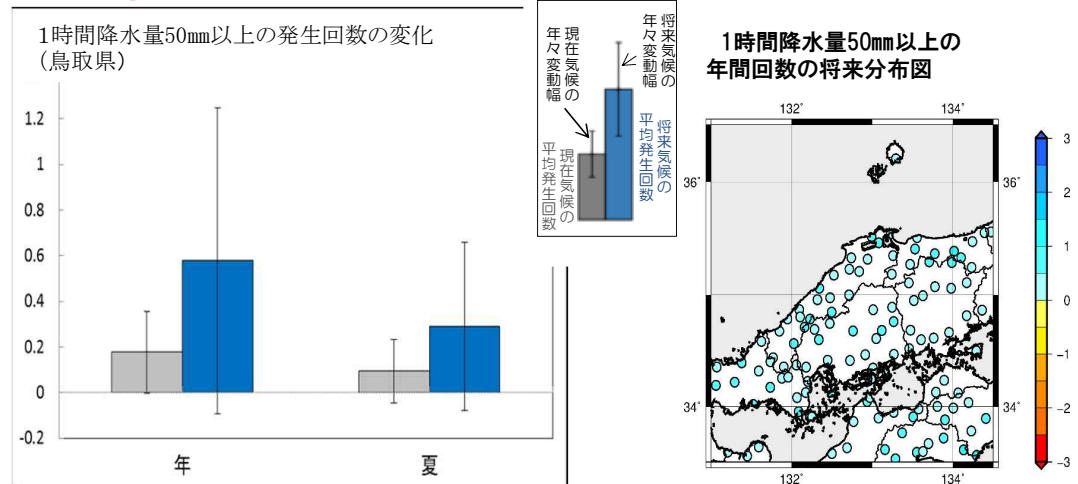 1時間降水量50mm以上の発生回数の変化
(鳥取県)
1.2
1
0.8
0.6
0.4
0.2
0
-0.2
年
夏
現在気候の
年々変動幅
将来気候の
年々変動幅
現在気候の
平均発生回数
将来気候の
平均発生回数
1時間降水量50mm以上の
年間回数の将来分布図
132°
134°
36°
36°
34°
34°
132°
134°
3
2
1
0
-1
-2
-3